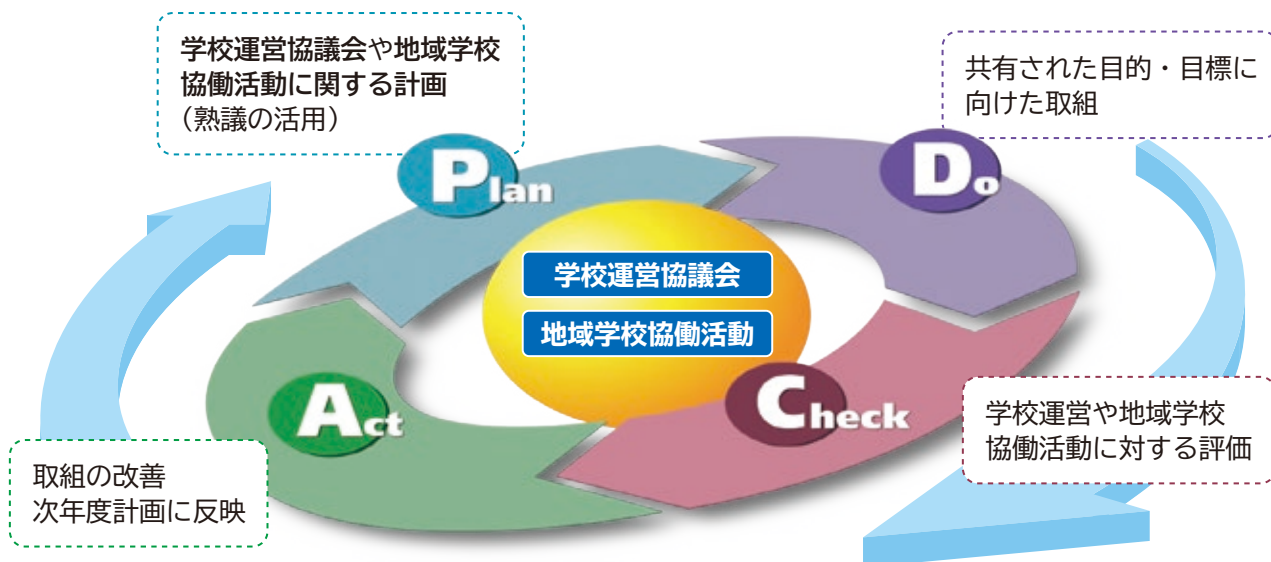 学校運営協議会や地域学校
協働活動に関する計画
（熟議の活用）
Plan
共有された目的・目標に
向けた取組
Do
学校運営協議会
地域学校協働活動
Check
学校運営や地域学校
協働活動に対する評価
Act
取組の改善
次年度計画に反映